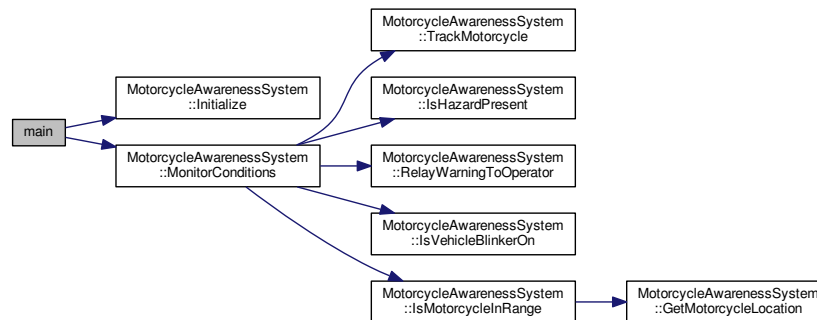 main
MotorcycleAwarenessSystem
::Initialize
MotorcycleAwarenessSystem
::MonitorConditions
MotorcycleAwarenessSystem
::TrackMotorcycle
MotorcycleAwarenessSystem
::IsHazardPresent
MotorcycleAwarenessSystem
::RelayWarningToOperator
MotorcycleAwarenessSystem
::IsVehicleBlinkerOn
MotorcycleAwarenessSystem
::IsMotorcycleInRange
MotorcycleAwarenessSystem
::GetMotorcycleLocation